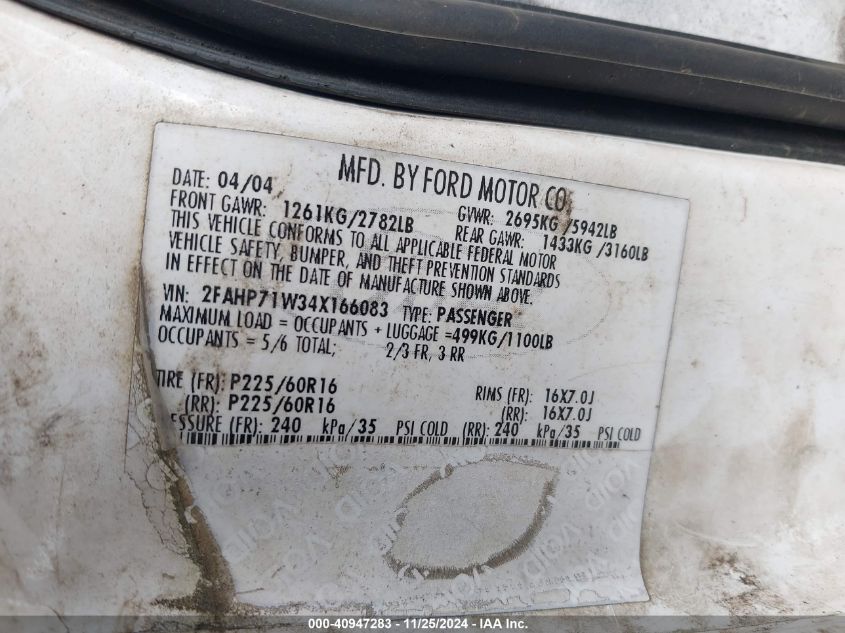 MFD. BY FORD MOTOR CO.
DATE: 04/04 GVWR: 2695KG/5942LB
FRONT GAWR: 1261KG/2782LB REAR GAWR: 1433KG/3160LB
THIS VEHICLE CONFORMS TO ALL APPLICABLE FEDERAL MOTOR
VEHICLE SAFETY, BUMPER, AND THEFT PREVENTION STANDARDS
IN EFFECT ON THE DATE OF MANUFACTURE SHOWN ABOVE.
VIN: 2FAHP71W34X166083 TYPE: PASSENGER
MAXIMUM LOAD = OCCUPANTS + LUGGAGE =499KG/1100LB
OCCUPANTS = 5/6 TOTAL; 2/3 FR, 3 RR
TIRE (FR): P225/60R16 RIMS (FR): 16X7.0J
(RR): P225/60R16 (RR): 16X7.0J
ESSURE (FR): 240 kPa/35 PSI COLD (RR): 240 kPa/35 PSI COLD
VOID VOID VOID VOID
000-40947283 - 11/25/2024 - IAA Inc.